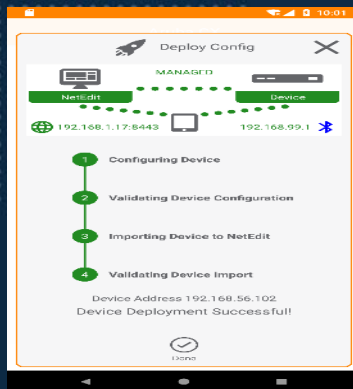 10:01
Deploy Config
MANAGED
NetEdit
Device
192.168.1.17:8443
192.168.99.1
1 Configuring Device
2 Validating Device Configuration
3 Importing Device to NetEdit
4 Validating Device Import
Device Address 192.168.56.102
Device Deployment Successful!
Done